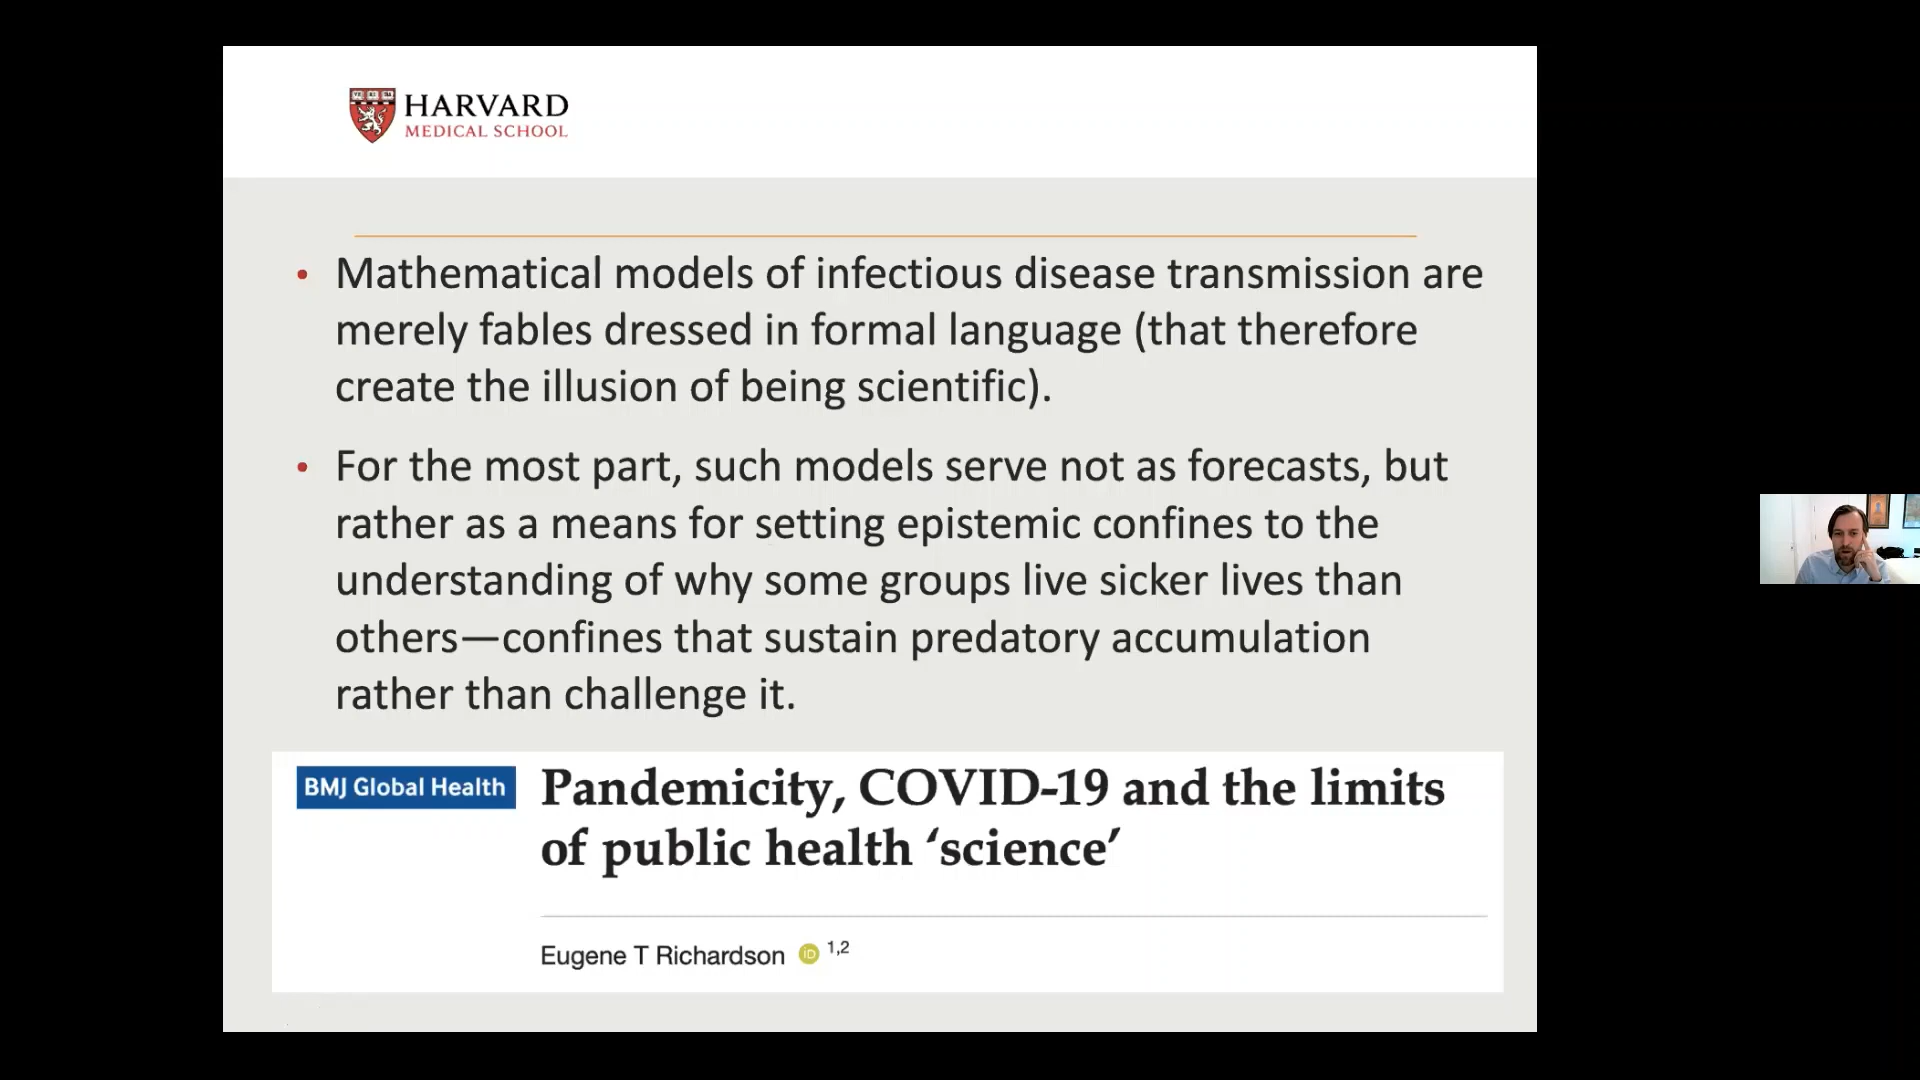 HARVARD
MEDICAL SCHOOL
• Mathematical models of infectious disease transmission are
merely fables dressed in formal language (that therefore
create the illusion of being scientific).
• For the most part, such models serve not as forecasts, but
rather as a means for setting epistemic confines to the
understanding of why some groups live sicker lives than
others—confines that sustain predatory accumulation
rather than challenge it.
BMJ Global Health
Pandemicity, COVID-19 and the limits
of public health ‘science’
Eugene T Richardson iD 1,2